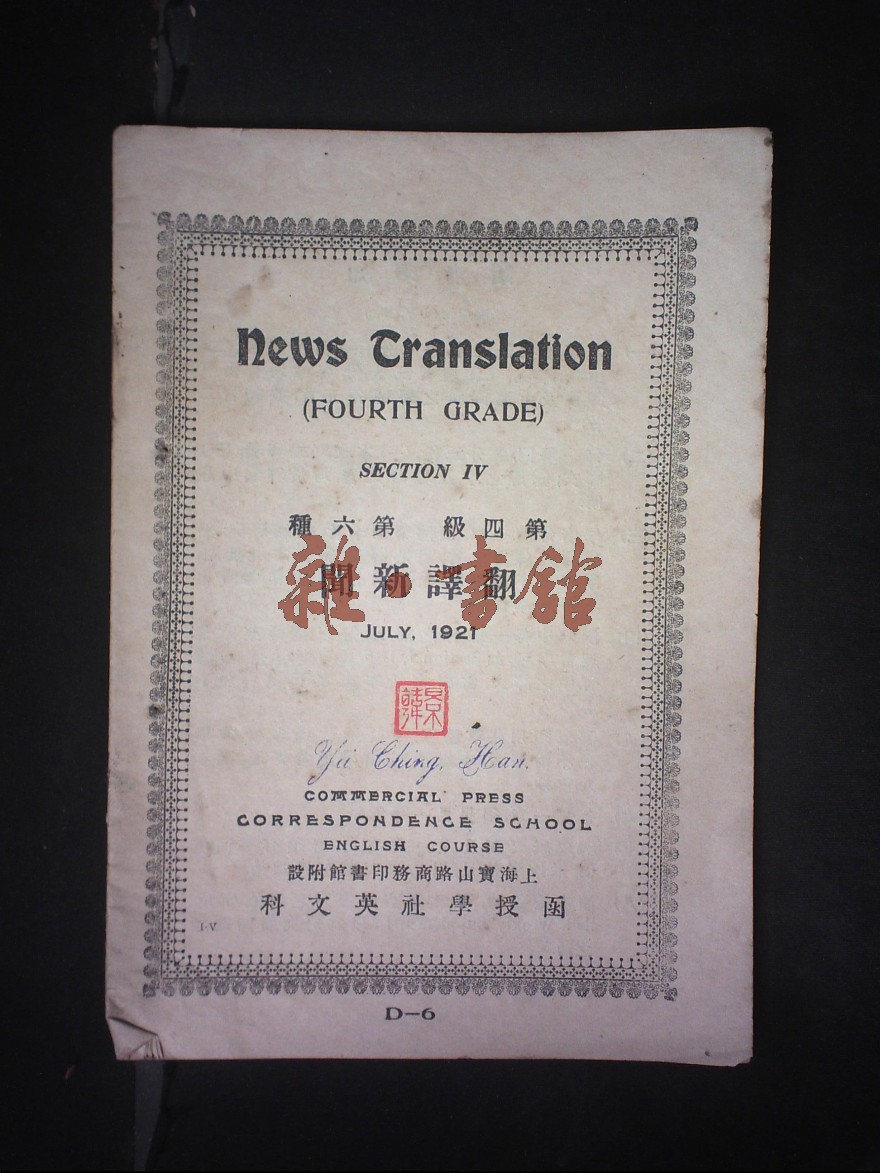 News Translation
(FOURTH GRADE)
SECTION IV
第四級 第六種
翻譯新聞
雜·書館
JULY, 1921
景韓
Yü Ching Han.
COMMERCIAL PRESS
CORRESPONDENCE SCHOOL
ENGLISH COURSE
上海寶山路商務印書館附設
函授學社英文科
I-V
D-6